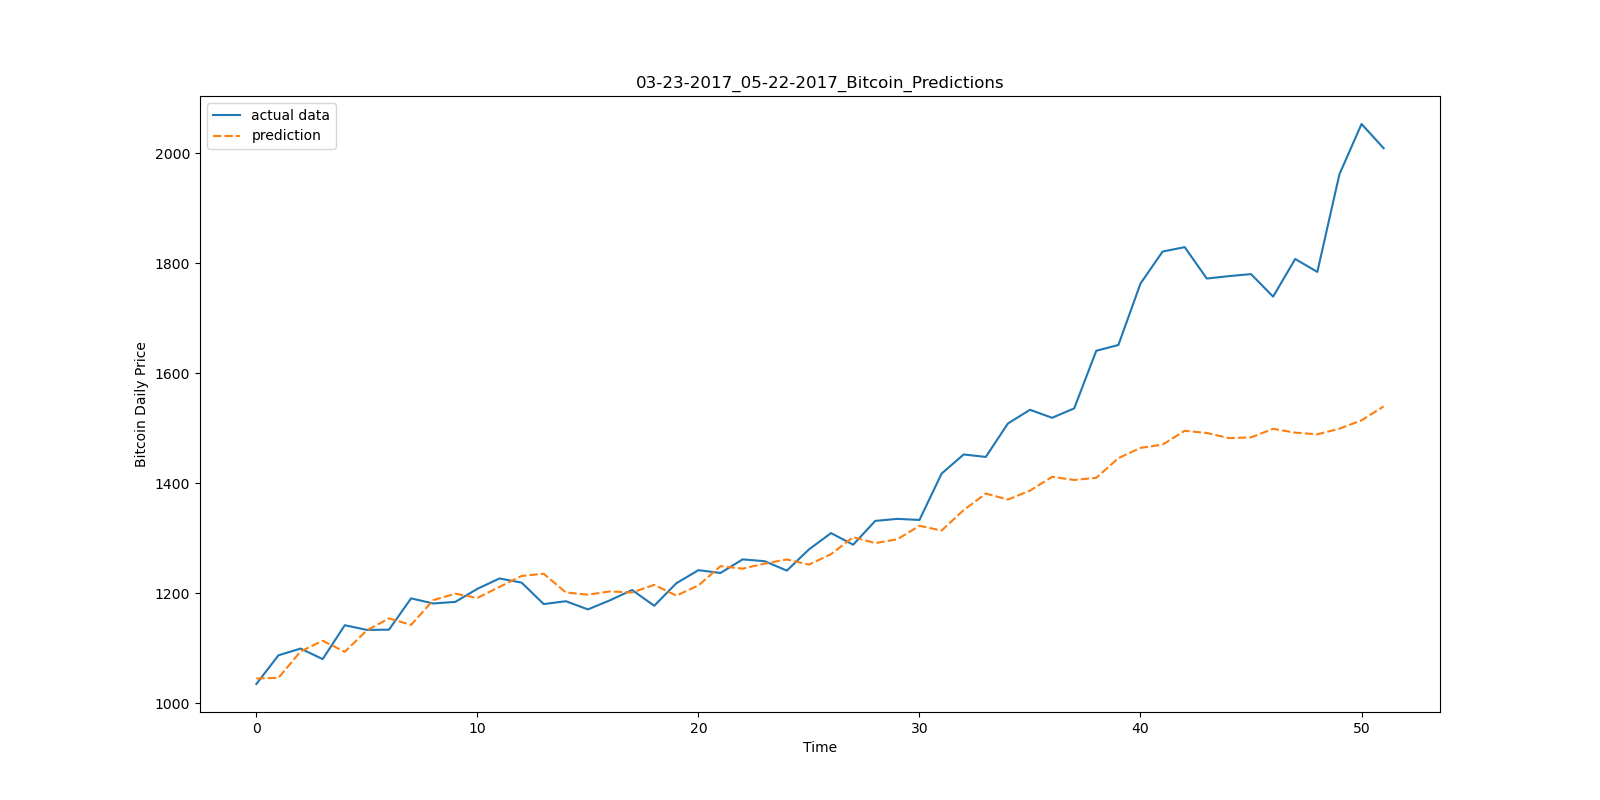 03-23-2017_05-22-2017_Bitcoin_Predictions
actual data
prediction
Bitcoin Daily Price
2000
1800
1600
1400
1200
1000
0 10 20 30 40 50
Time